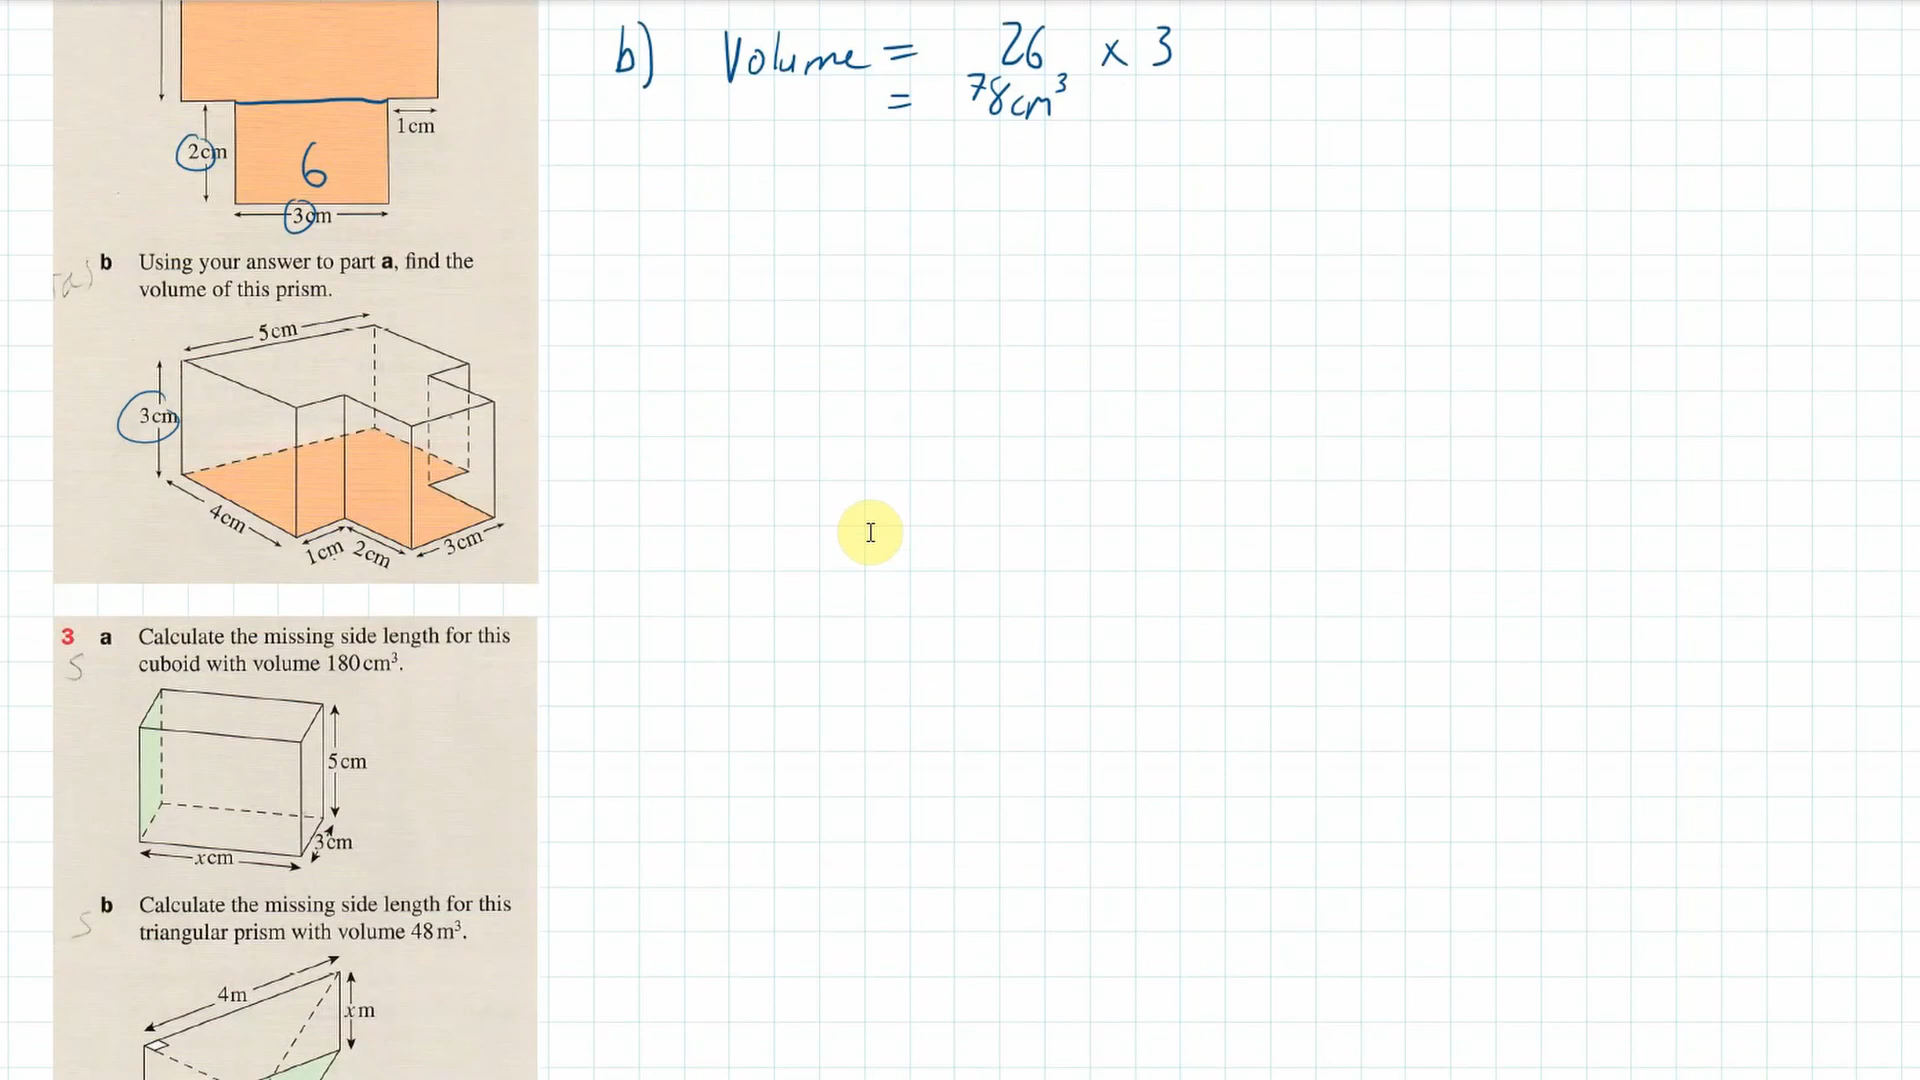 b) Volume = 26 x 3
= 78cm³
1cm
2cm
6
3cm
b Using your answer to part a, find the
volume of this prism.
5cm
3cm
4cm
1cm
2cm
3cm
3 a Calculate the missing side length for this
cuboid with volume 180cm³.
S
5cm
3cm
xcm
b Calculate the missing side length for this
triangular prism with volume 48m³.
S
4m
xm